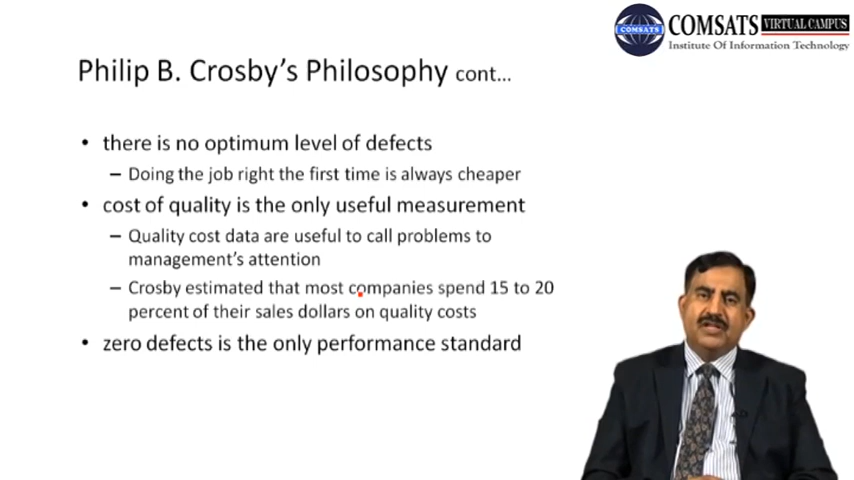 COMSATS VIRTUAL CAMPUS
COMSATS
Institute Of Information Technology
Philip B. Crosby's Philosophy cont...
• there is no optimum level of defects
– Doing the job right the first time is always cheaper
• cost of quality is the only useful measurement
– Quality cost data are useful to call problems to
management's attention
– Crosby estimated that most companies spend 15 to 20
percent of their sales dollars on quality costs
• zero defects is the only performance standard